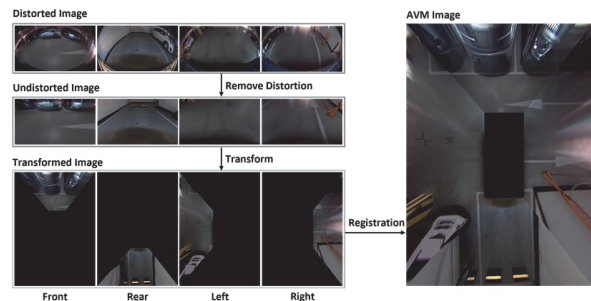 Distorted Image
AVM Image
Remove Distortion
Undistorted Image
Transform
Transformed Image
Registration
Front
Rear
Left
Right